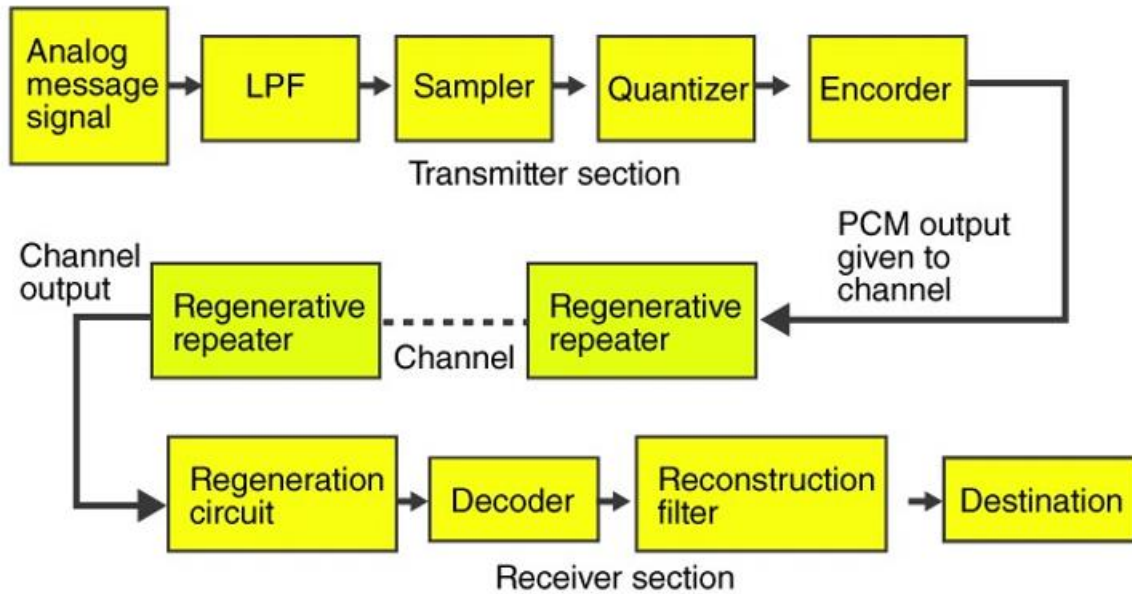 Analog
message
signal
LPF
Sampler
Quantizer
Encorder
Transmitter section
PCM output
given to
channel
Channel
output
Regenerative
repeater
Channel
Regenerative
repeater
Regeneration
circuit
Decoder
Reconstruction
filter
Destination
Receiver section